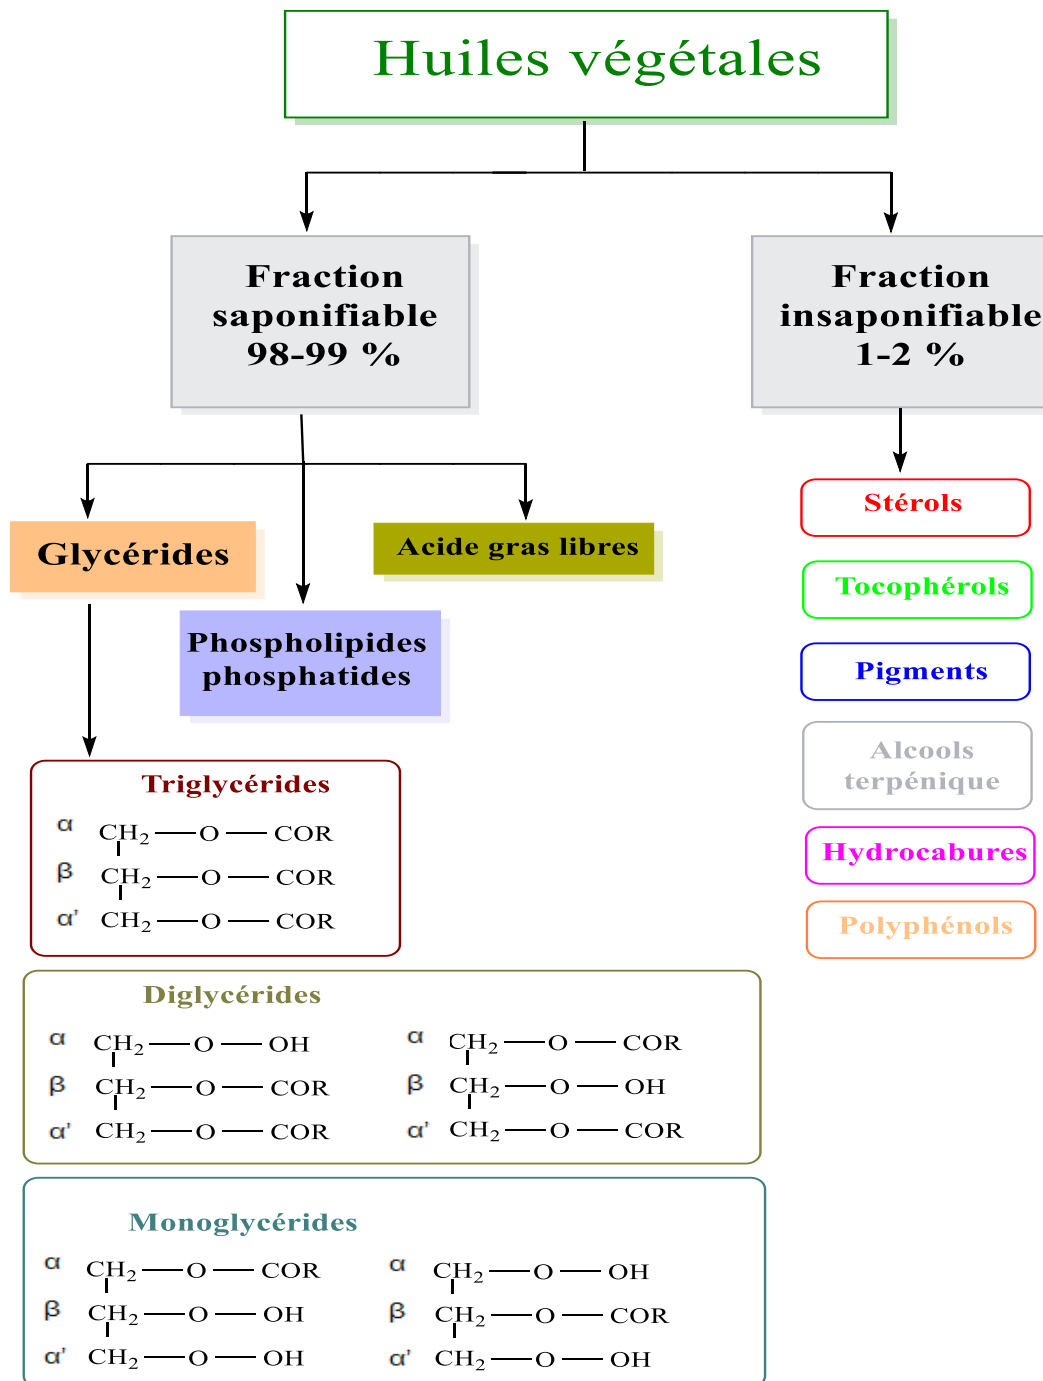 Huiles végétales
Fraction
saponifiable
98-99 %
Fraction
insaponifiable
1-2 %
Glycérides
Phospholipides
phosphatides
Acide gras libres
Stérols
Tocophérols
Pigments
Alcools
terpénique
Hydrocabures
Polyphénols
Triglycérides
α CH₂ — O — COR
β CH₂ — O — COR
α' CH₂ — O — COR
Diglycérides
α CH₂ — O — OH
β CH₂ — O — COR
α' CH₂ — O — COR
α CH₂ — O — COR
β CH₂ — O — OH
α' CH₂ — O — COR
Monoglycérides
α CH₂ — O — COR
β CH₂ — O — OH
α' CH₂ — O — OH
α CH₂ — O — OH
β CH₂ — O — COR
α' CH₂ — O — OH